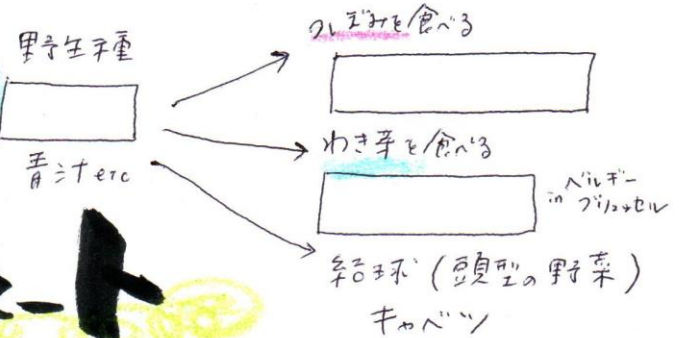 つぼみを食べる
野生種
わき芽を食べる
青汁etc
in ベルギー
ブリュッセル
結球(頭型の野菜)
キャベツ
ート